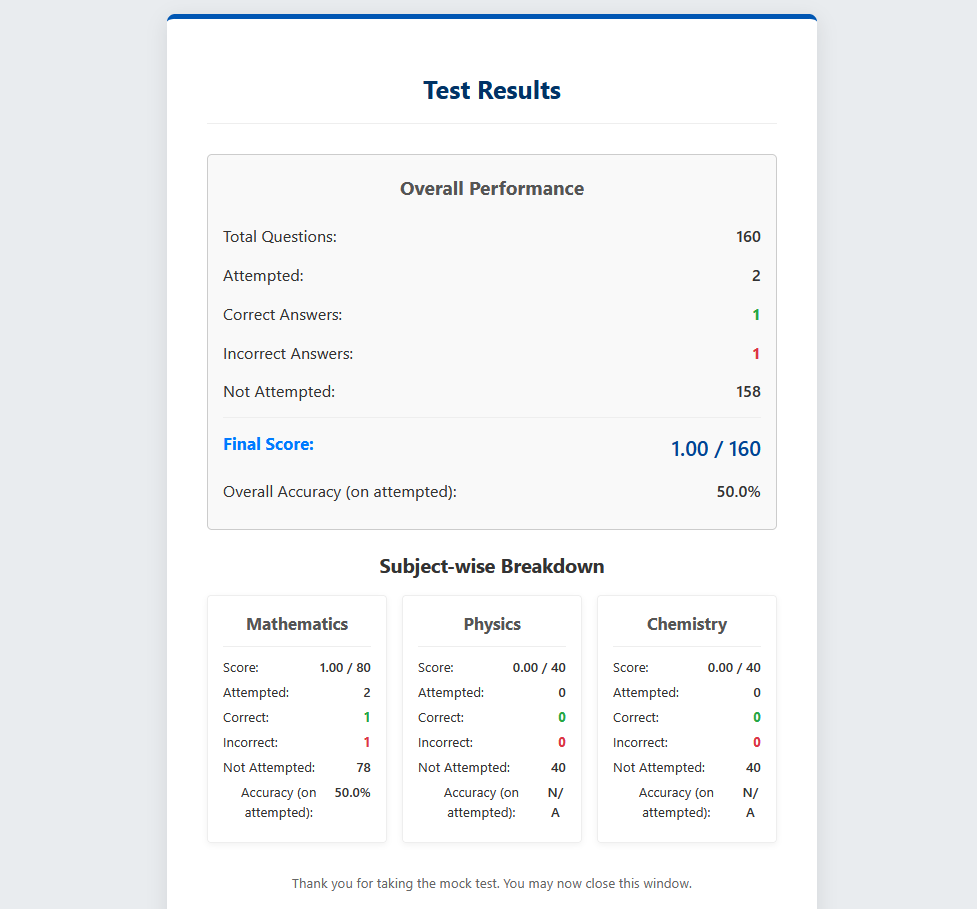 Test Results
Overall Performance
Total Questions: 160
Attempted: 2
Correct Answers: 1
Incorrect Answers: 1
Not Attempted: 158
Final Score: 1.00 / 160
Overall Accuracy (on attempted): 50.0%
Subject-wise Breakdown
Mathematics
Score: 1.00 / 80
Attempted: 2
Correct: 1
Incorrect: 1
Not Attempted: 78
Accuracy (on 50.0%
attempted):
Physics
Score: 0.00 / 40
Attempted: 0
Correct: 0
Incorrect: 0
Not Attempted: 40
Accuracy (on N/
attempted): A
Chemistry
Score: 0.00 / 40
Attempted: 0
Correct: 0
Incorrect: 0
Not Attempted: 40
Accuracy (on N/
attempted): A
Thank you for taking the mock test. You may now close this window.